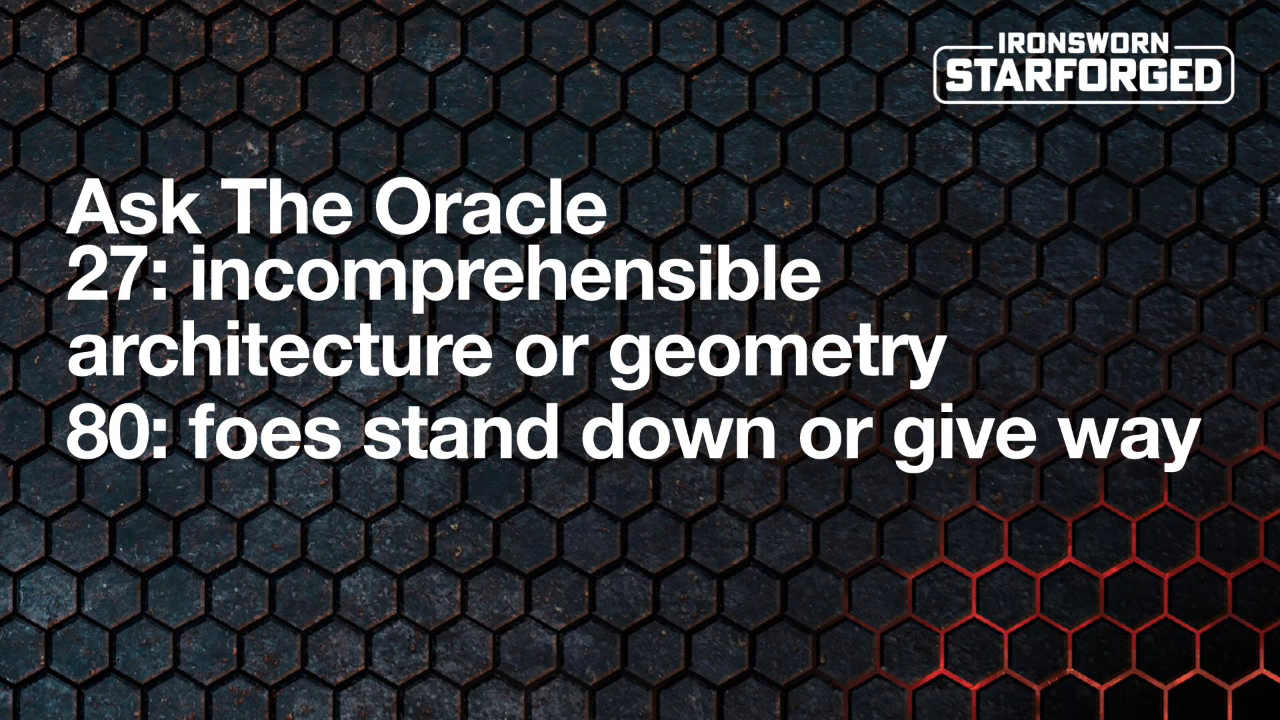 IRONSWORN
STARFORGED
Ask The Oracle
27: incomprehensible
architecture or geometry
80: foes stand down or give way